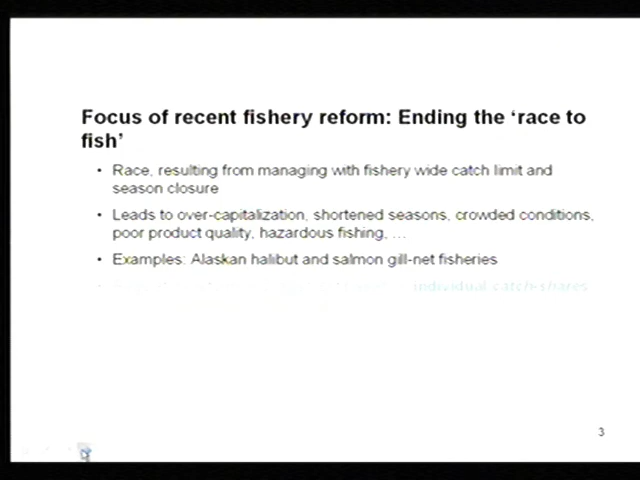 Focus of recent fishery reform: Ending the ‘race to
fish’
• Race, resulting from managing with fishery wide catch limit and
season closure
• Leads to over-capitalization, shortened seasons, crowded conditions,
poor product quality, hazardous fishing, …
• Examples: Alaskan halibut and salmon gill-net fisheries
individual catch-shares
3